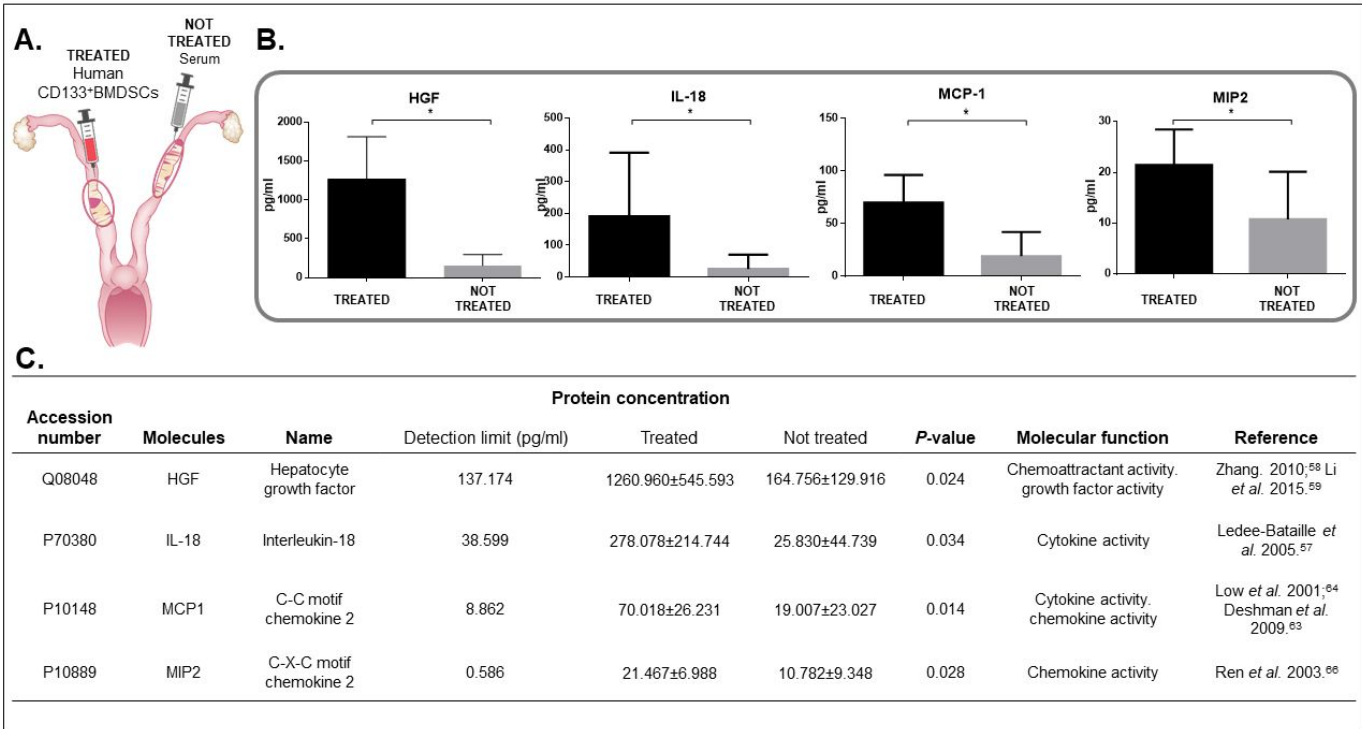 A.
TREATED
Human
CD133⁺BMDSCs
NOT
TREATED
Serum
B.
HGF
*
2000
1500
1000
500
0
pg/ml
TREATED
NOT
TREATED
IL-18
*
500
400
300
200
100
0
pg/ml
TREATED
NOT
TREATED
MCP-1
*
150
100
50
0
pg/ml
TREATED
NOT
TREATED
MIP2
*
30
20
10
0
pg/ml
TREATED
NOT
TREATED
C.
Protein concentration
Accession
number
Molecules
Name
Detection limit (pg/ml)
Treated
Not treated
P-value
Molecular function
Reference
Q08048
HGF
Hepatocyte
growth factor
137.174
1260.960±545.593
164.756±129.916
0.024
Chemoattractant activity.
growth factor activity
Zhang. 2010;⁵⁸ Li
et al. 2015.⁵⁹
P70380
IL-18
Interleukin-18
38.599
278.078±214.744
25.830±44.739
0.034
Cytokine activity
Ledee-Bataille et
al. 2005.⁵⁷
P10148
MCP1
C-C motif
chemokine 2
8.862
70.018±26.231
19.007±23.027
0.014
Cytokine activity.
chemokine activity
Low et al. 2001;⁶⁴
Deshman et al.
2009.⁶³
P10889
MIP2
C-X-C motif
chemokine 2
0.586
21.467±6.988
10.782±9.348
0.028
Chemokine activity
Ren et al. 2003.⁶⁶